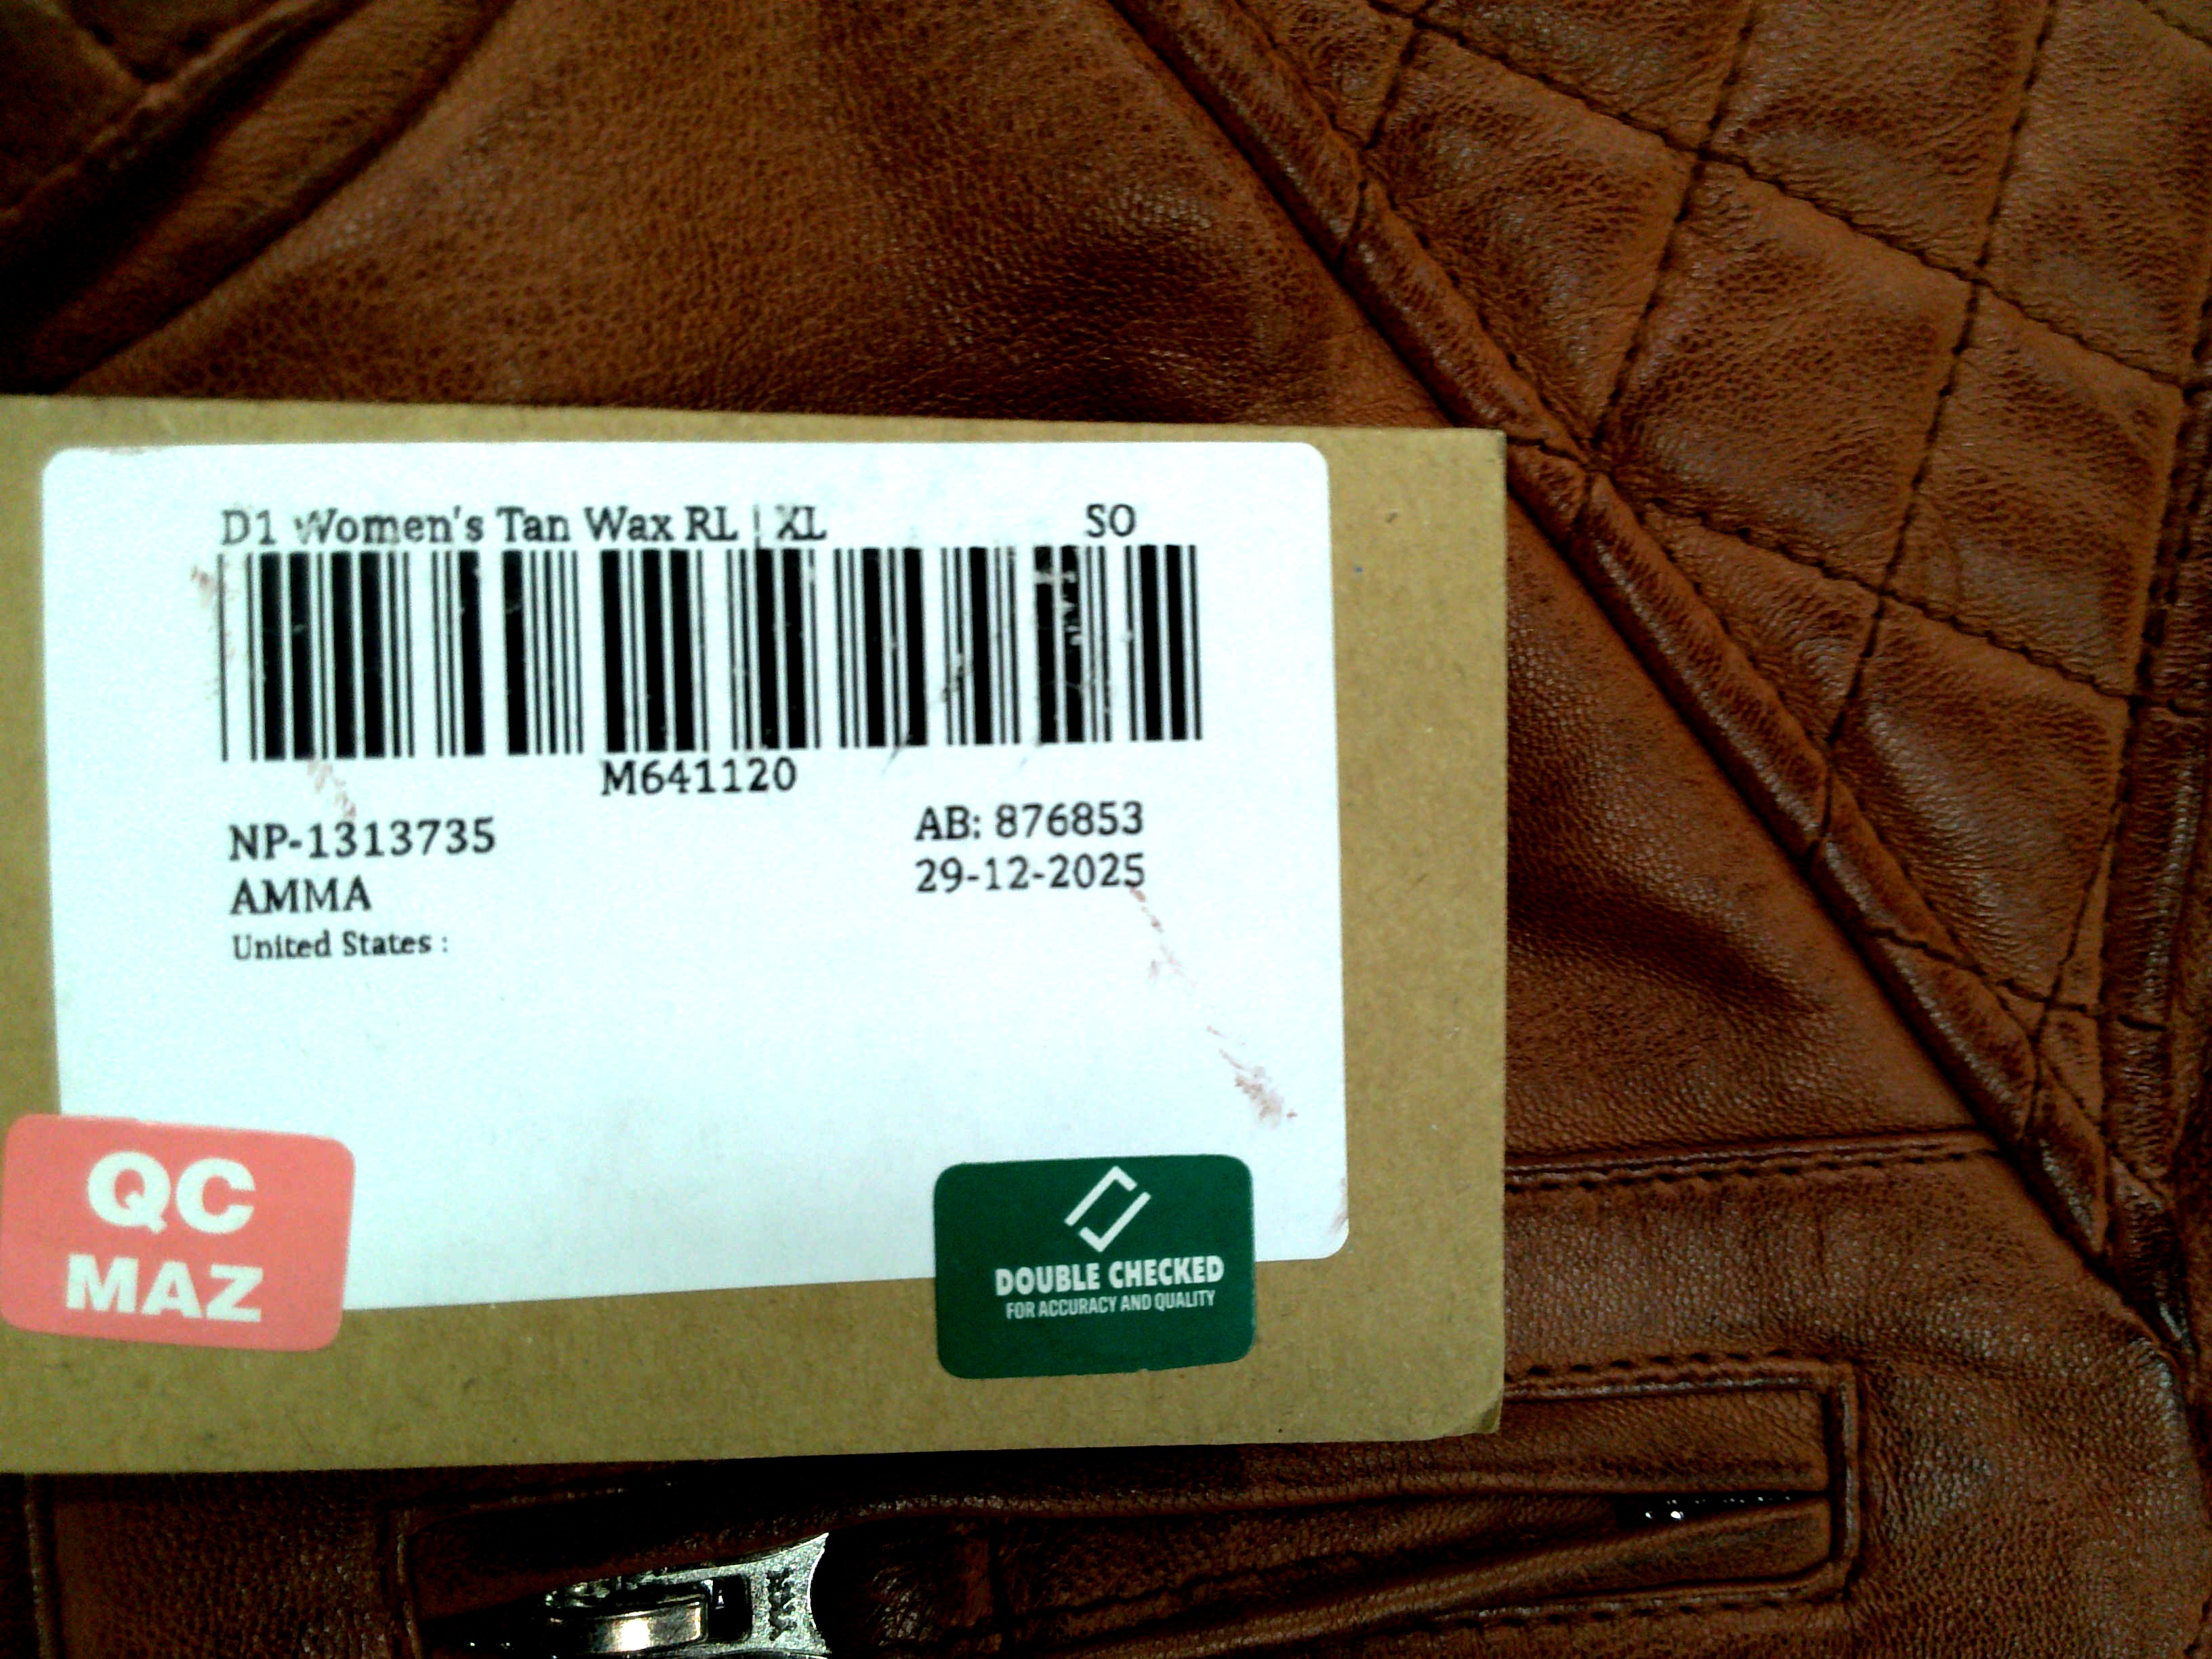 D1 Women's Tan Wax RL | XL SO
M641120
NP-1313735 AB: 876853
AMMA 29-12-2025
United States :
QC
MAZ
DOUBLE CHECKED
FOR ACCURACY AND QUALITY